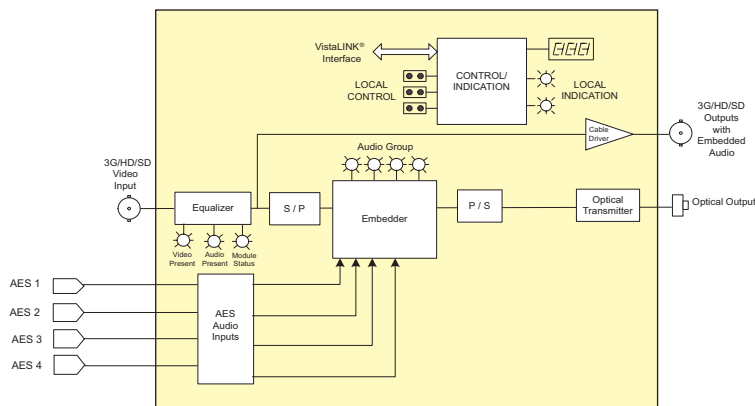 VistaLINK®
Interface
LOCAL
CONTROL
CONTROL/
INDICATION
LOCAL
INDICATION
3G/HD/SD
Outputs
with
Embedded
Audio
Cable
Driver
3G/HD/SD
Video
Input
Audio Group
Equalizer
S / P
Embedder
P / S
Optical
Transmitter
Optical Output
Video
Present
Audio
Present
Module
Status
AES 1
AES 2
AES 3
AES 4
AES
Audio
Inputs